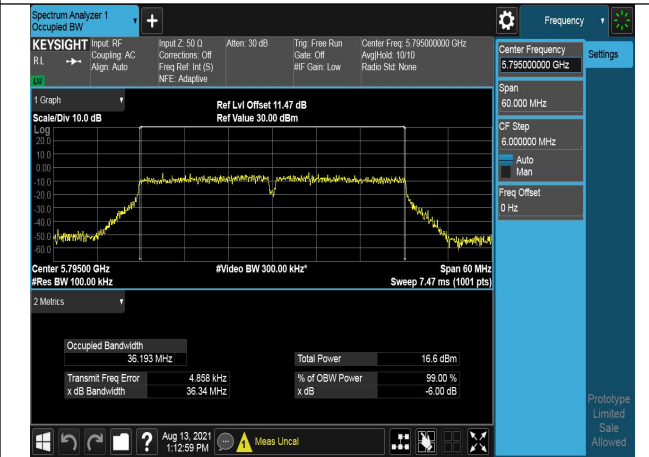 Spectrum Analyzer 1
Occupied BW
Frequency
KEYSIGHT
Input: RF
Coupling: AC
Align: Auto
Input Z: 50 Ω
Corrections: Off
Freq Ref: Int (S)
NFE: Adaptive
Atten: 30 dB
Trig: Free Run
Gate: Off
#IF Gain: Low
Center Freq: 5.795000000 GHz
Avg|Hold: 10/10
Radio Std: None
R L
Center Frequency
5.795000000 GHz
Settings
Span
60.000 MHz
CF Step
6.000000 MHz
Auto
Man
Freq Offset
0 Hz
1 Graph
Scale/Div 10.0 dB
Ref Lvl Offset 11.47 dB
Ref Value 30.00 dBm
Log
20.0
10.0
0.00
-10.0
-20.0
-30.0
-40.0
-50.0
-60.0
Center 5.79500 GHz
#Res BW 100.00 kHz
#Video BW 300.00 kHz*
Span 60 MHz
Sweep 7.47 ms (1001 pts)
2 Metrics
Occupied Bandwidth
36.193 MHz
Total Power 16.6 dBm
Transmit Freq Error 4.858 kHz
% of OBW Power 99.00 %
x dB Bandwidth 36.34 MHz
x dB -6.00 dB
Prototype
Limited
Sale
Allowed
Aug 13, 2021
1:12:59 PM
Meas Uncal